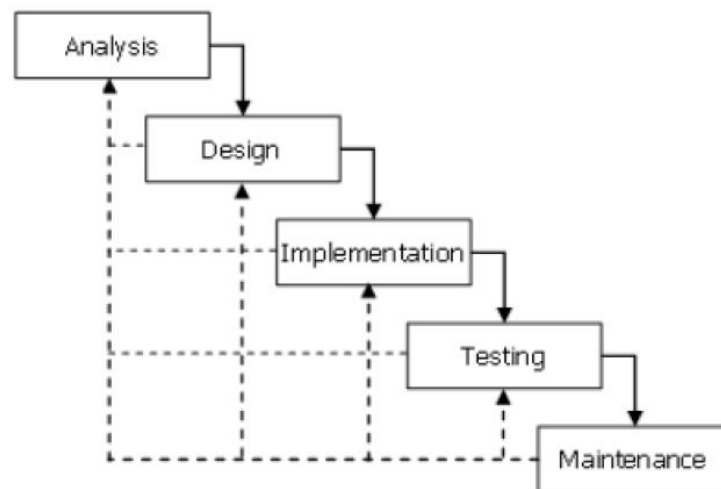 Analysis
Design
Implementation
Testing
Maintenance